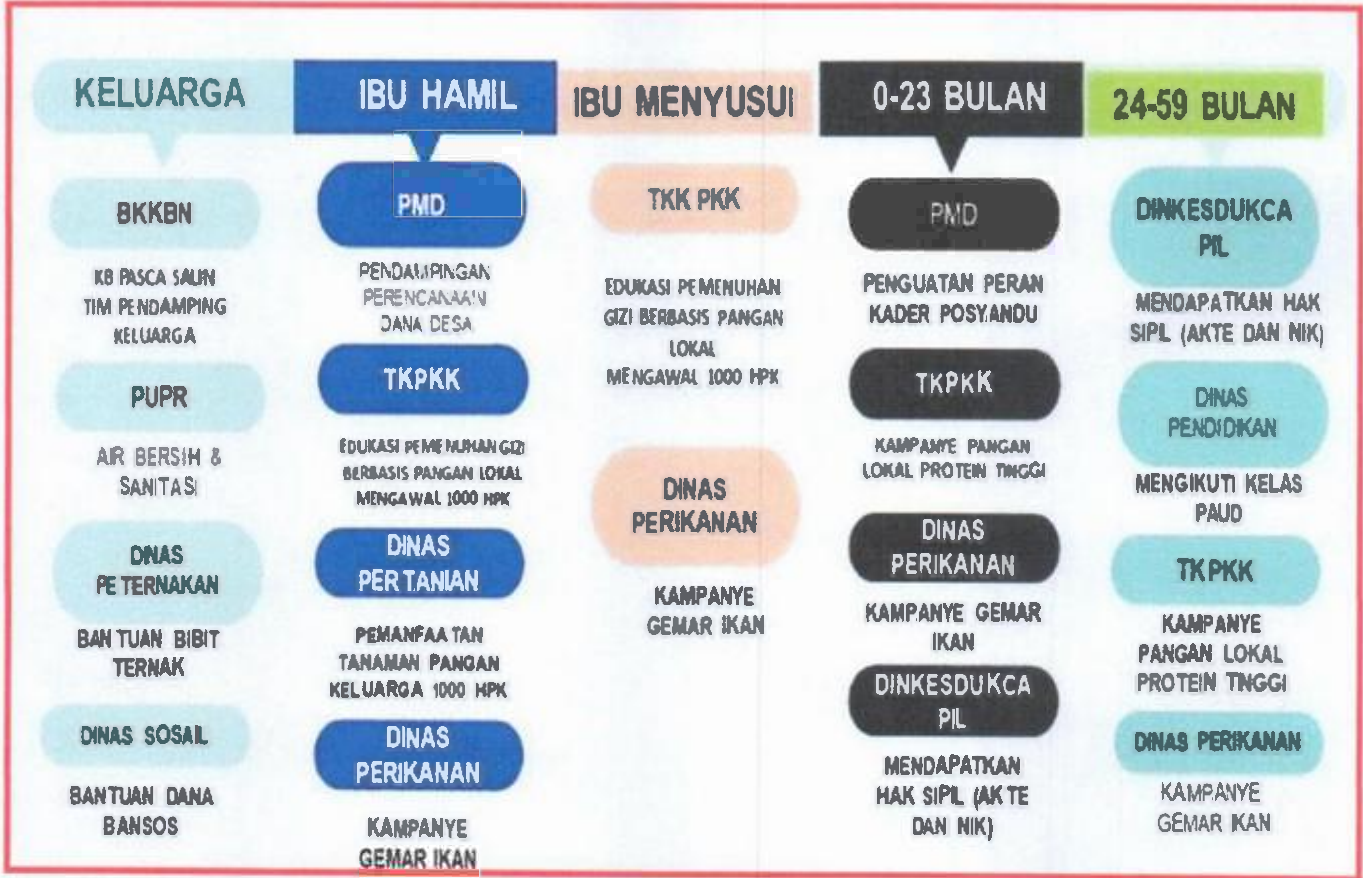 KELUARGA
BKKBN
KB PASCA SALIN
TIM PENDAMPING
KELUARGA
PUPR
AIR BERSIH &
SANITASI
DINAS
PETERNAKAN
BANTUAN BIBIT
TERNAK
DINAS SOSAIL
BANTUAN DANA
BANSOS
IBU HAMIL
PMD
PENDAMPINGAN
PERENCANAAN
DANA DESA
TKPKK
EDUKASI PEMENUHAN GIZI
BERBASIS PANGAN LOKAL
MENGAWAL 1000 HPK
DINAS
PERTANIAN
PEMANFAATAN
TANAMAN PANGAN
KELUARGA 1000 HPK
DINAS
PERIKANAN
KAMPANYE
GEMAR IKAN
IBU MENYUSUI
TKK PKK
EDUKASI PEMENUHAN
GIZI BERBASIS PANGAN
LOKAL
MENGAWAL 1000 HPK
DINAS
PERIKANAN
KAMPANYE
GEMAR IKAN
0-23 BULAN
PMD
PENGUATAN PERAN
KADER POSYANDU
TKPKK
KAMPANYE PANGAN
LOKAL PROTEIN TINGGI
DINAS
PERIKANAN
KAMPANYE GEMAR
IKAN
DINKESDUKCA
PIL
MENDAPATKAN
HAK SIPIL (AKTE
DAN NIK)
24-59 BULAN
DINKESDUKCA
PIL
MENDAPATKAN HAK
SIPIL (AKTE DAN NIK)
DINAS
PENDIDIKAN
MENGIKUTI KELAS
PAUD
TKPKK
KAMPANYE
PANGAN LOKAL
PROTEIN TINGGI
DINAS PERIKANAN
KAMPANYE
GEMAR IKAN